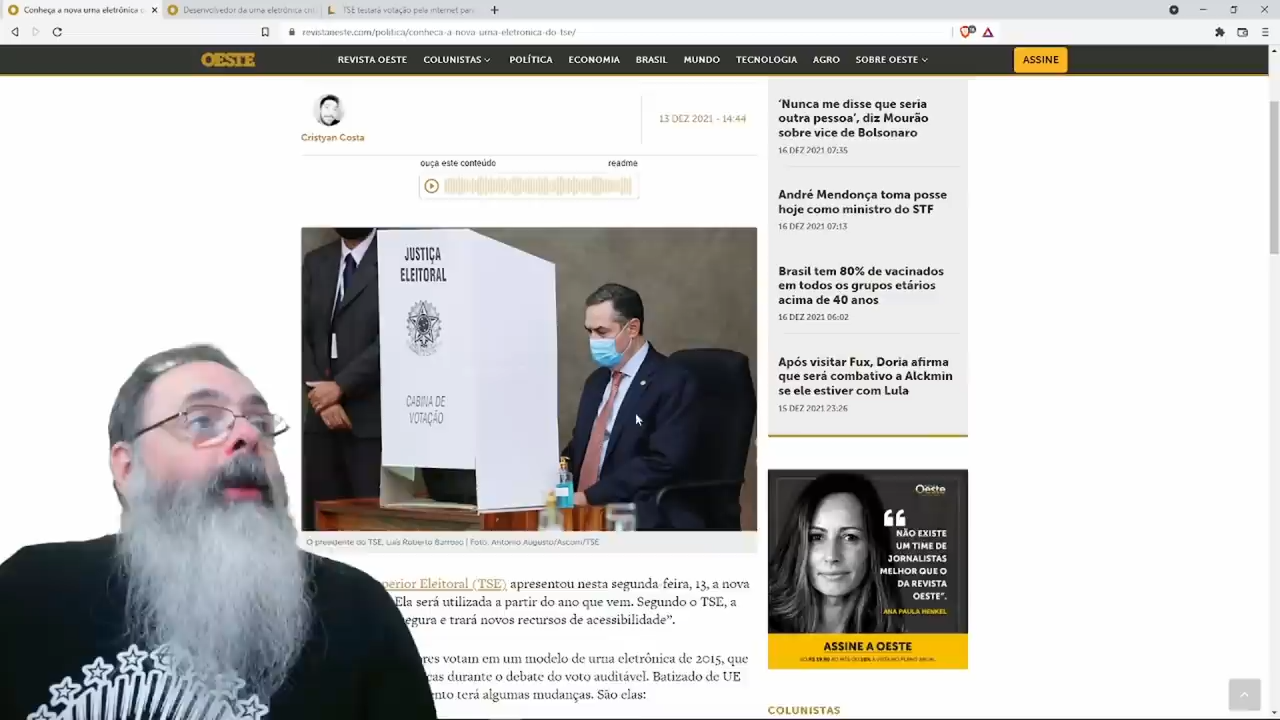 Conheça a nova urna eletrônica d
Desenvolvedor da urna eletrônica cri
TSE testará votação pela internet par
revistaoeste.com/politica/conheca-a-nova-urna-eletronica-do-tse/
OESTE
REVISTA OESTE
COLUNISTAS
POLÍTICA
ECONOMIA
BRASIL
MUNDO
TECNOLOGIA
AGRO
SOBRE OESTE
ASSINE
Cristyan Costa
13 DEZ 2021 - 14:44
ouça este conteúdo
readme
JUSTIÇA
ELEITORAL
CABINA DE
VOTAÇÃO
O presidente do TSE, Luís Roberto Barroso | Foto: Antonio Augusto/Ascom/TSE
perior Eleitoral (TSE) apresentou nesta segunda-feira, 13, a nova
Ela será utilizada a partir do ano que vem. Segundo o TSE, a
egura e trará novos recursos de acessibilidade”.
res votam em um modelo de urna eletrônica de 2015, que
cas durante o debate do voto auditável. Batizado de UE
nto terá algumas mudanças. São elas:
‘Nunca me disse que seria
outra pessoa’, diz Mourão
sobre vice de Bolsonaro
16 DEZ 2021 07:35
André Mendonça toma posse
hoje como ministro do STF
16 DEZ 2021 07:13
Brasil tem 80% de vacinados
em todos os grupos etários
acima de 40 anos
16 DEZ 2021 06:02
Após visitar Fux, Doria afirma
que será combativo a Alckmin
se ele estiver com Lula
15 DEZ 2021 23:26
Oeste
NÃO EXISTE
UM TIME DE
JORNALISTAS
MELHOR QUE O
DA REVISTA
OESTE”.
ANA PAULA HENKEL
ASSINE A OESTE
COLUNISTAS